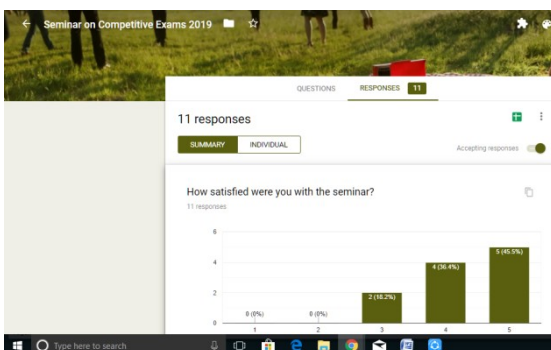 Seminar on Competitive Exams 2019
QUESTIONS RESPONSES 11
11 responses
SUMMARY INDIVIDUAL
Accepting responses
How satisfied were you with the seminar?
11 responses
6
5 (45.5%)
4
4 (36.4%)
2
2 (18.2%)
0 (0%) 0 (0%)
0
1 2 3 4 5
Type here to search